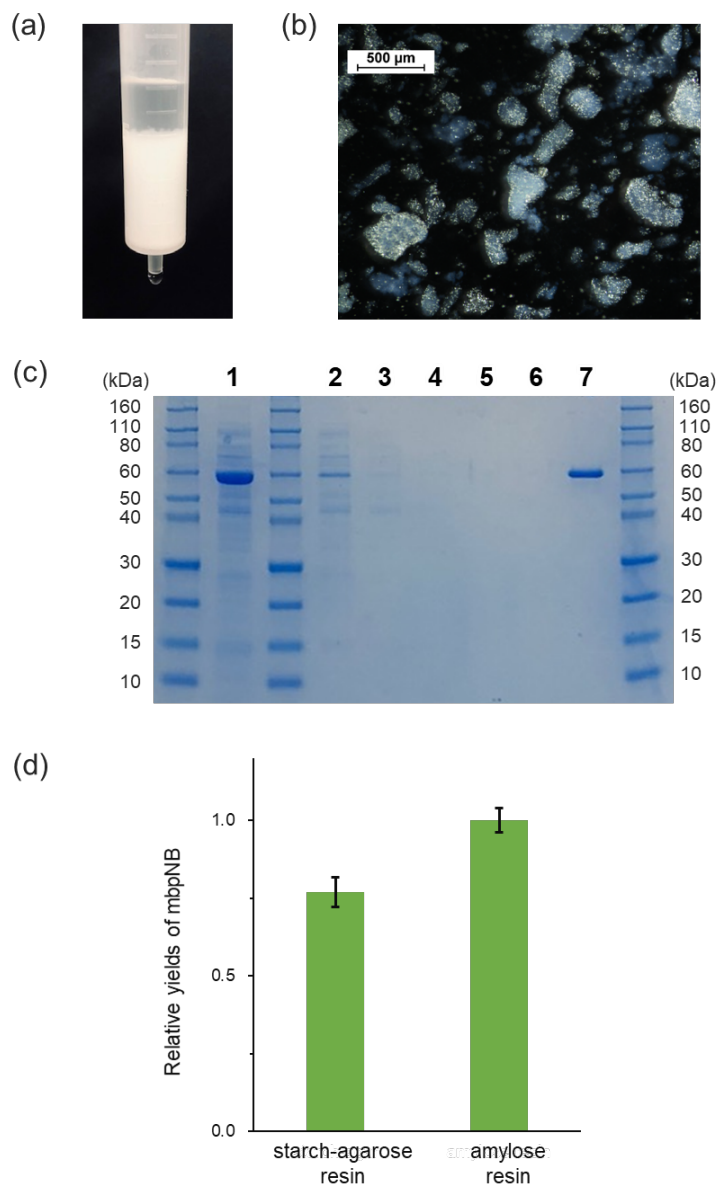 (a)
(b)
500 µm
(c)
(kDa) 1 2 3 4 5 6 7 (kDa)
160 160
110 110
80 80
60 60
50 50
40 40
30 30
20 20
15 15
10 10
(d)
Relative yields of mbpNB
1.0
0.5
0.0
starch-agarose amylose
resin resin